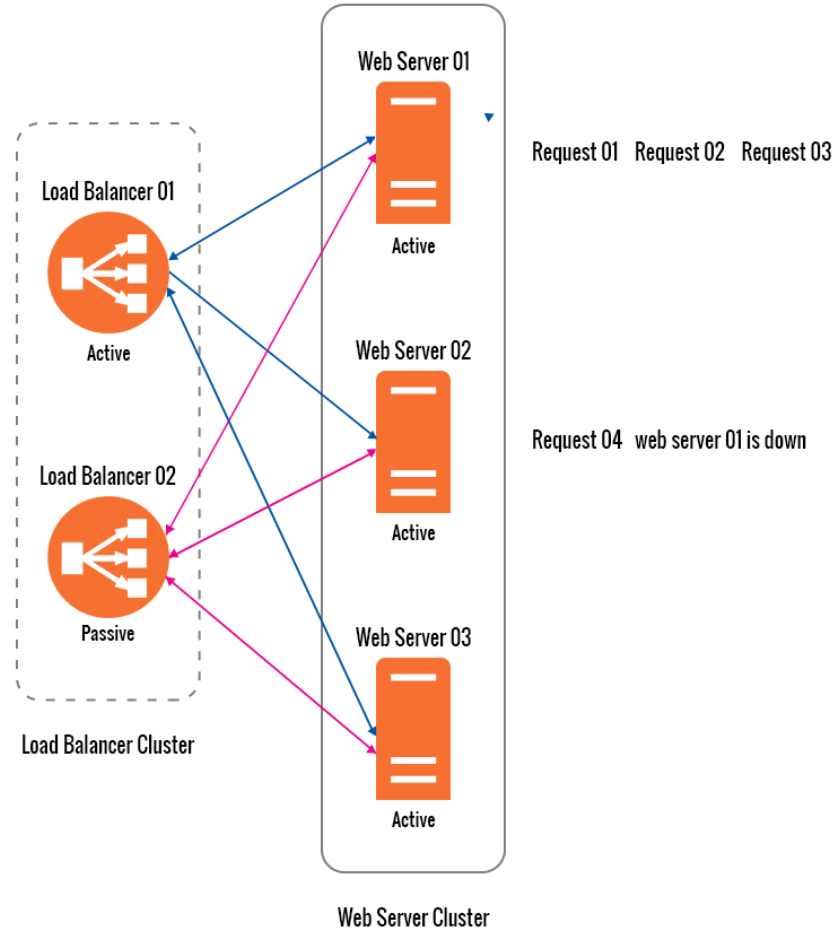 Web Server 01
Request 01 Request 02 Request 03
Load Balancer 01
Active
Active
Web Server 02
Request 04 web server 01 is down
Load Balancer 02
Active
Passive
Web Server 03
Load Balancer Cluster
Active
Web Server Cluster